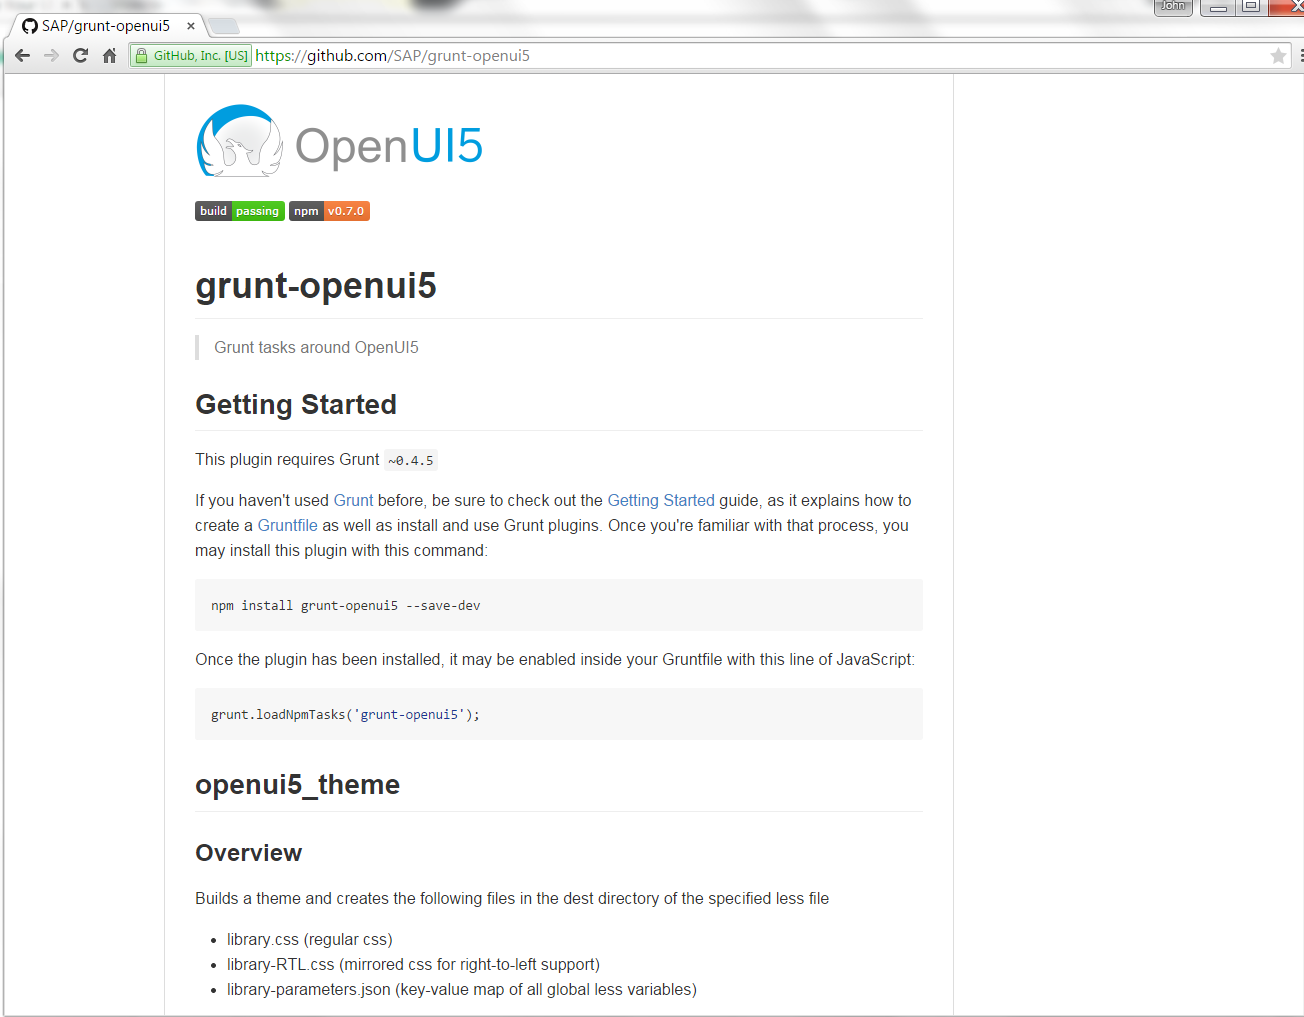 John
SAP/grunt-openui5
GitHub, Inc. [US] https://github.com/SAP/grunt-openui5
OpenUI5
build passing npm v0.7.0
grunt-openui5
Grunt tasks around OpenUI5
Getting Started
This plugin requires Grunt ~0.4.5
If you haven't used Grunt before, be sure to check out the Getting Started guide, as it explains how to
create a Gruntfile as well as install and use Grunt plugins. Once you're familiar with that process, you
may install this plugin with this command:
npm install grunt-openui5 --save-dev
Once the plugin has been installed, it may be enabled inside your Gruntfile with this line of JavaScript:
grunt.loadNpmTasks('grunt-openui5');
openui5_theme
Overview
Builds a theme and creates the following files in the dest directory of the specified less file
• library.css (regular css)
• library-RTL.css (mirrored css for right-to-left support)
• library-parameters.json (key-value map of all global less variables)